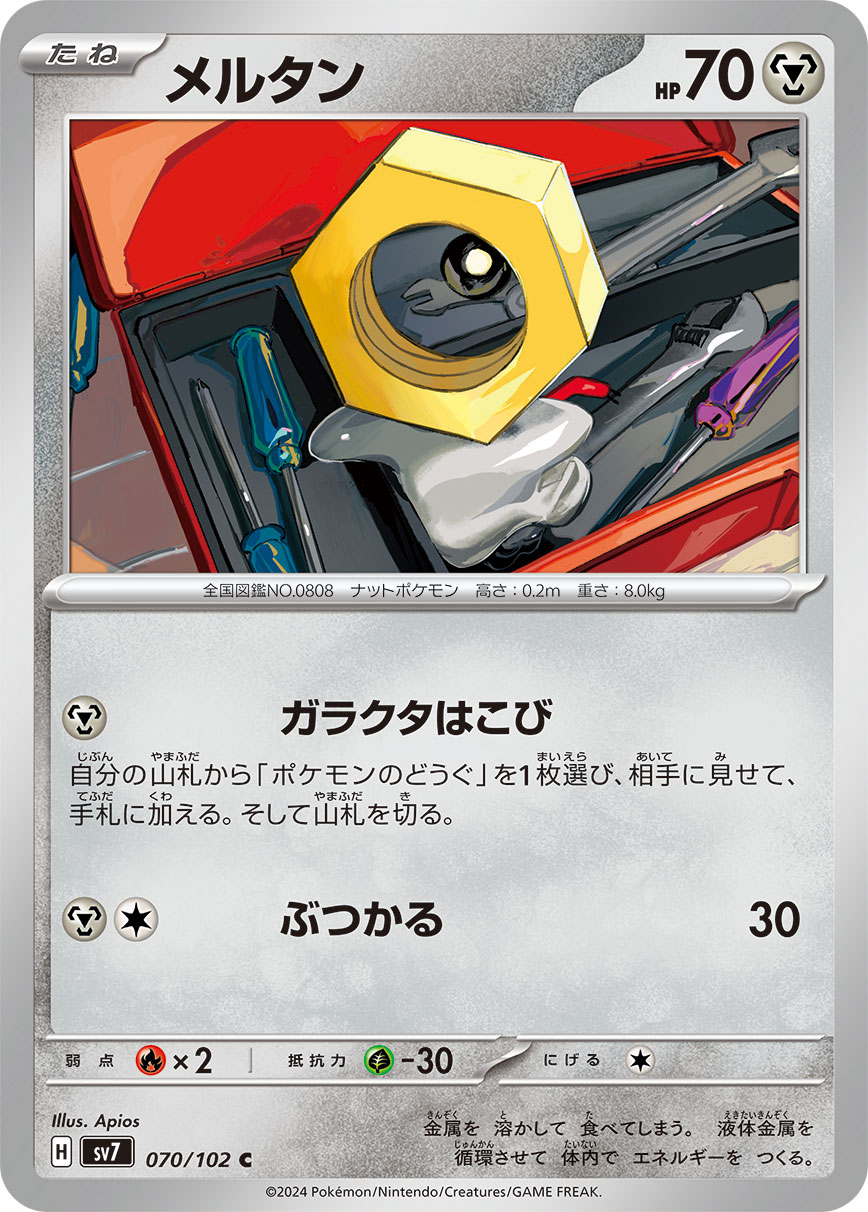 たね
メルタン
HP70
全国図鑑NO.0808 ナットポケモン 高さ：0.2m 重さ：8.0kg
ガラクタはこび
自分の山札から「ポケモンのどうぐ」を1枚選び、相手に見せて、
手札に加える。そして山札を切る。
ぶつかる 30
弱点 ×2 抵抗力 -30 にげる
Illus. Apios
金属を 溶かして 食べてしまう。 液体金属を
循環させて 体内で エネルギーを つくる。
H sv7 070/102 C
©2024 Pokémon/Nintendo/Creatures/GAME FREAK.